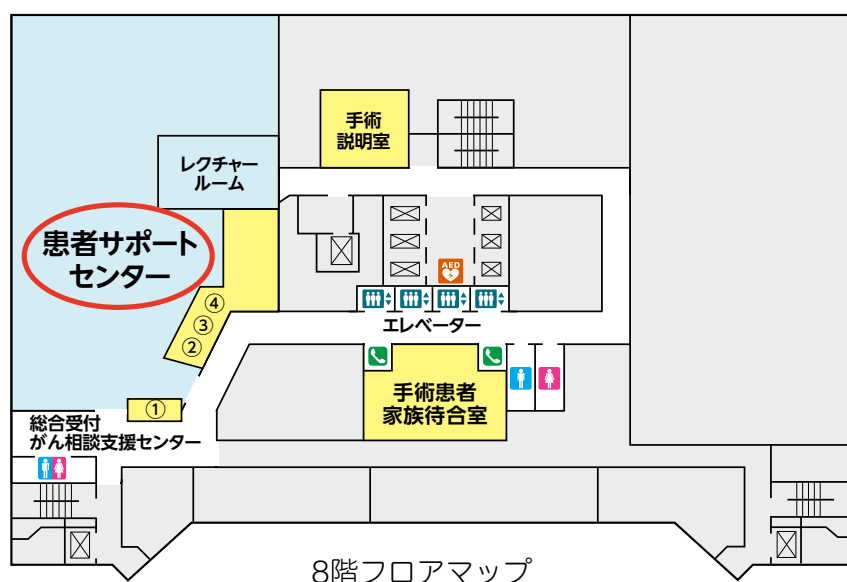 手術
説明室
レクチャー
ルーム
患者サポート
センター
④
③
②
①
AED
エレベーター
手術患者
家族待合室
総合受付
がん相談支援センター
8階フロアマップ